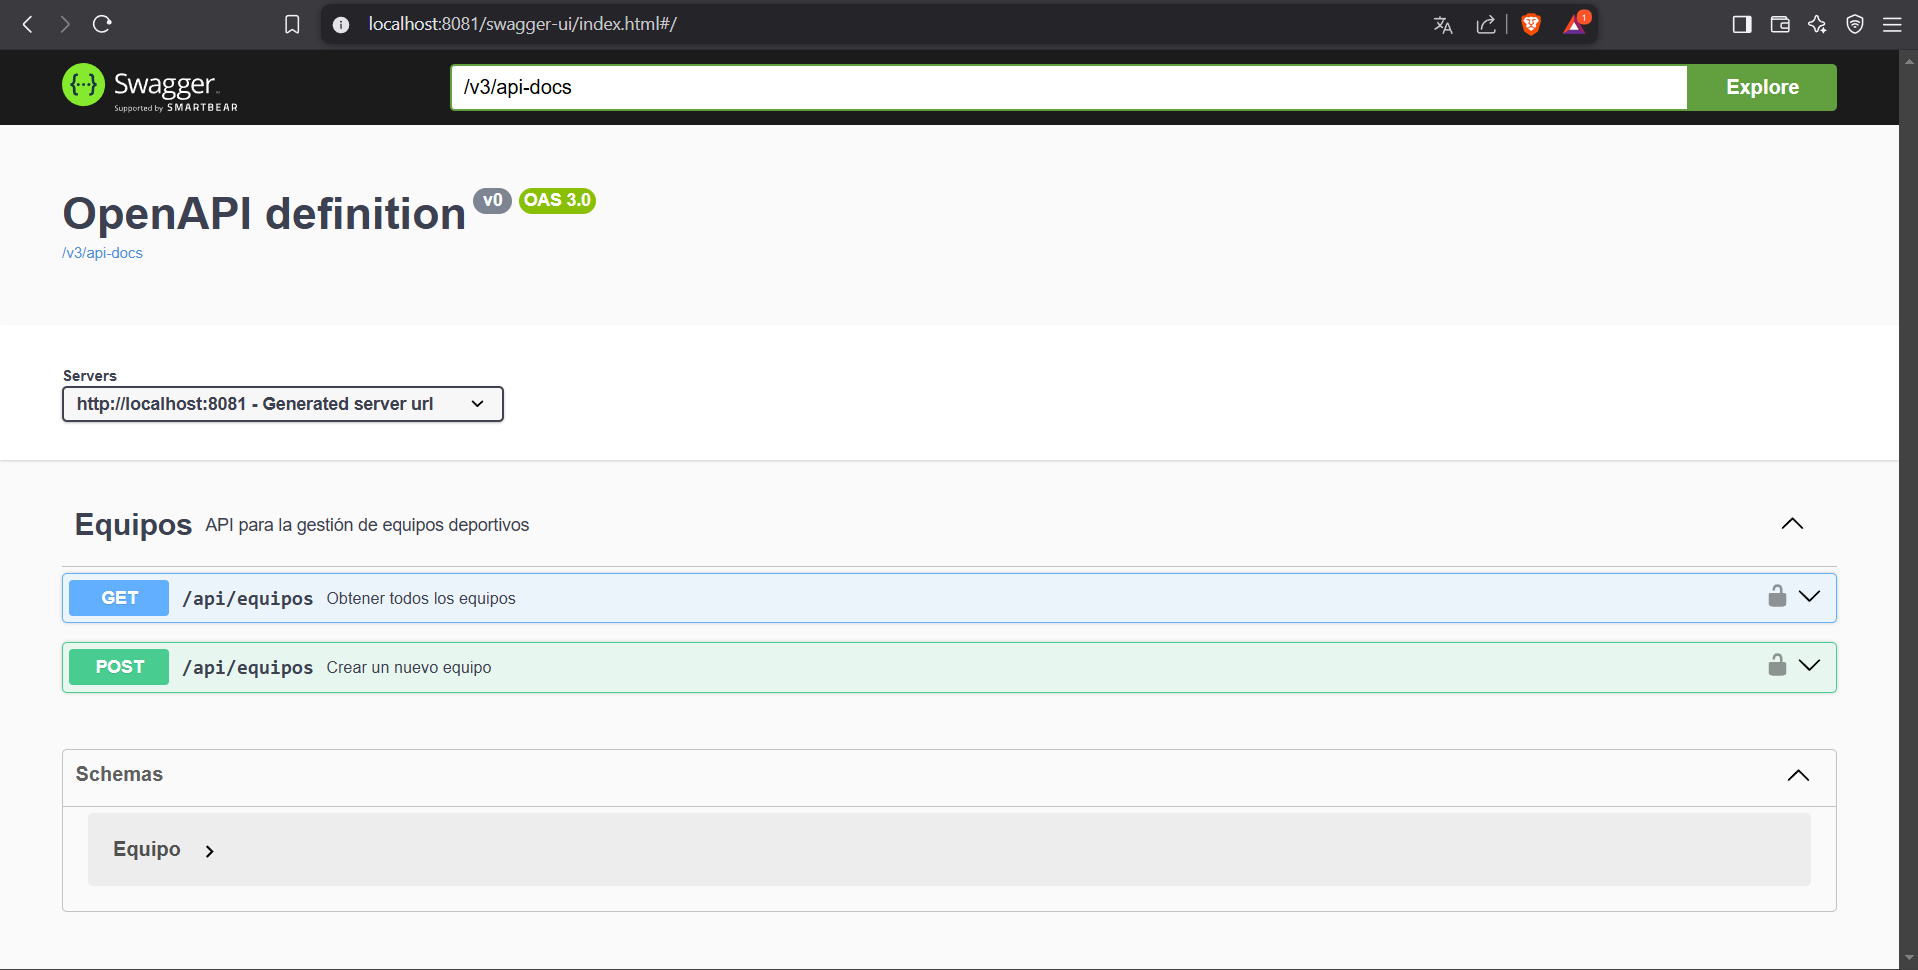 localhost:8081/swagger-ui/index.html#/
1
{···} Swagger
Supported by SMARTBEAR
/v3/api-docs
Explore
OpenAPI definition v0 OAS 3.0
/v3/api-docs
Servers
http://localhost:8081 - Generated server url
Equipos API para la gestión de equipos deportivos
GET /api/equipos Obtener todos los equipos
POST /api/equipos Crear un nuevo equipo
Schemas
Equipo